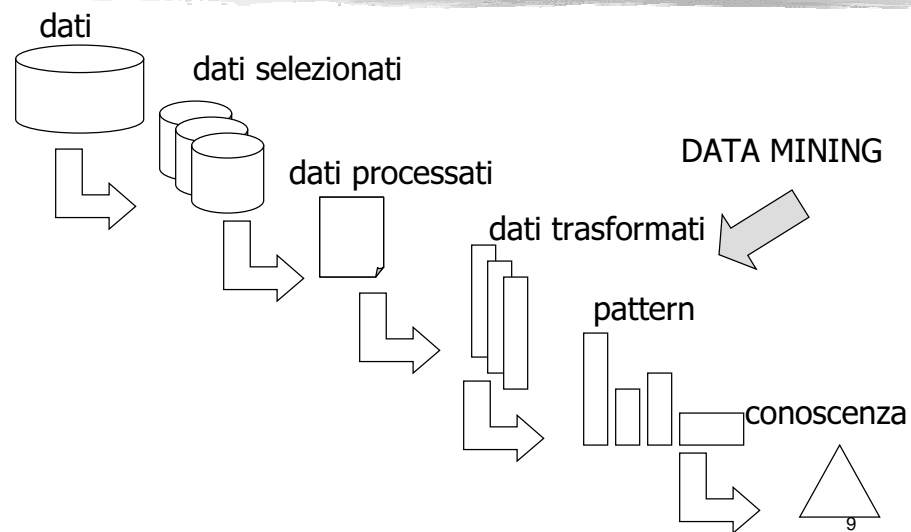 dati
dati selezionati
DATA MINING
dati processati
dati trasformati
pattern
conoscenza
9